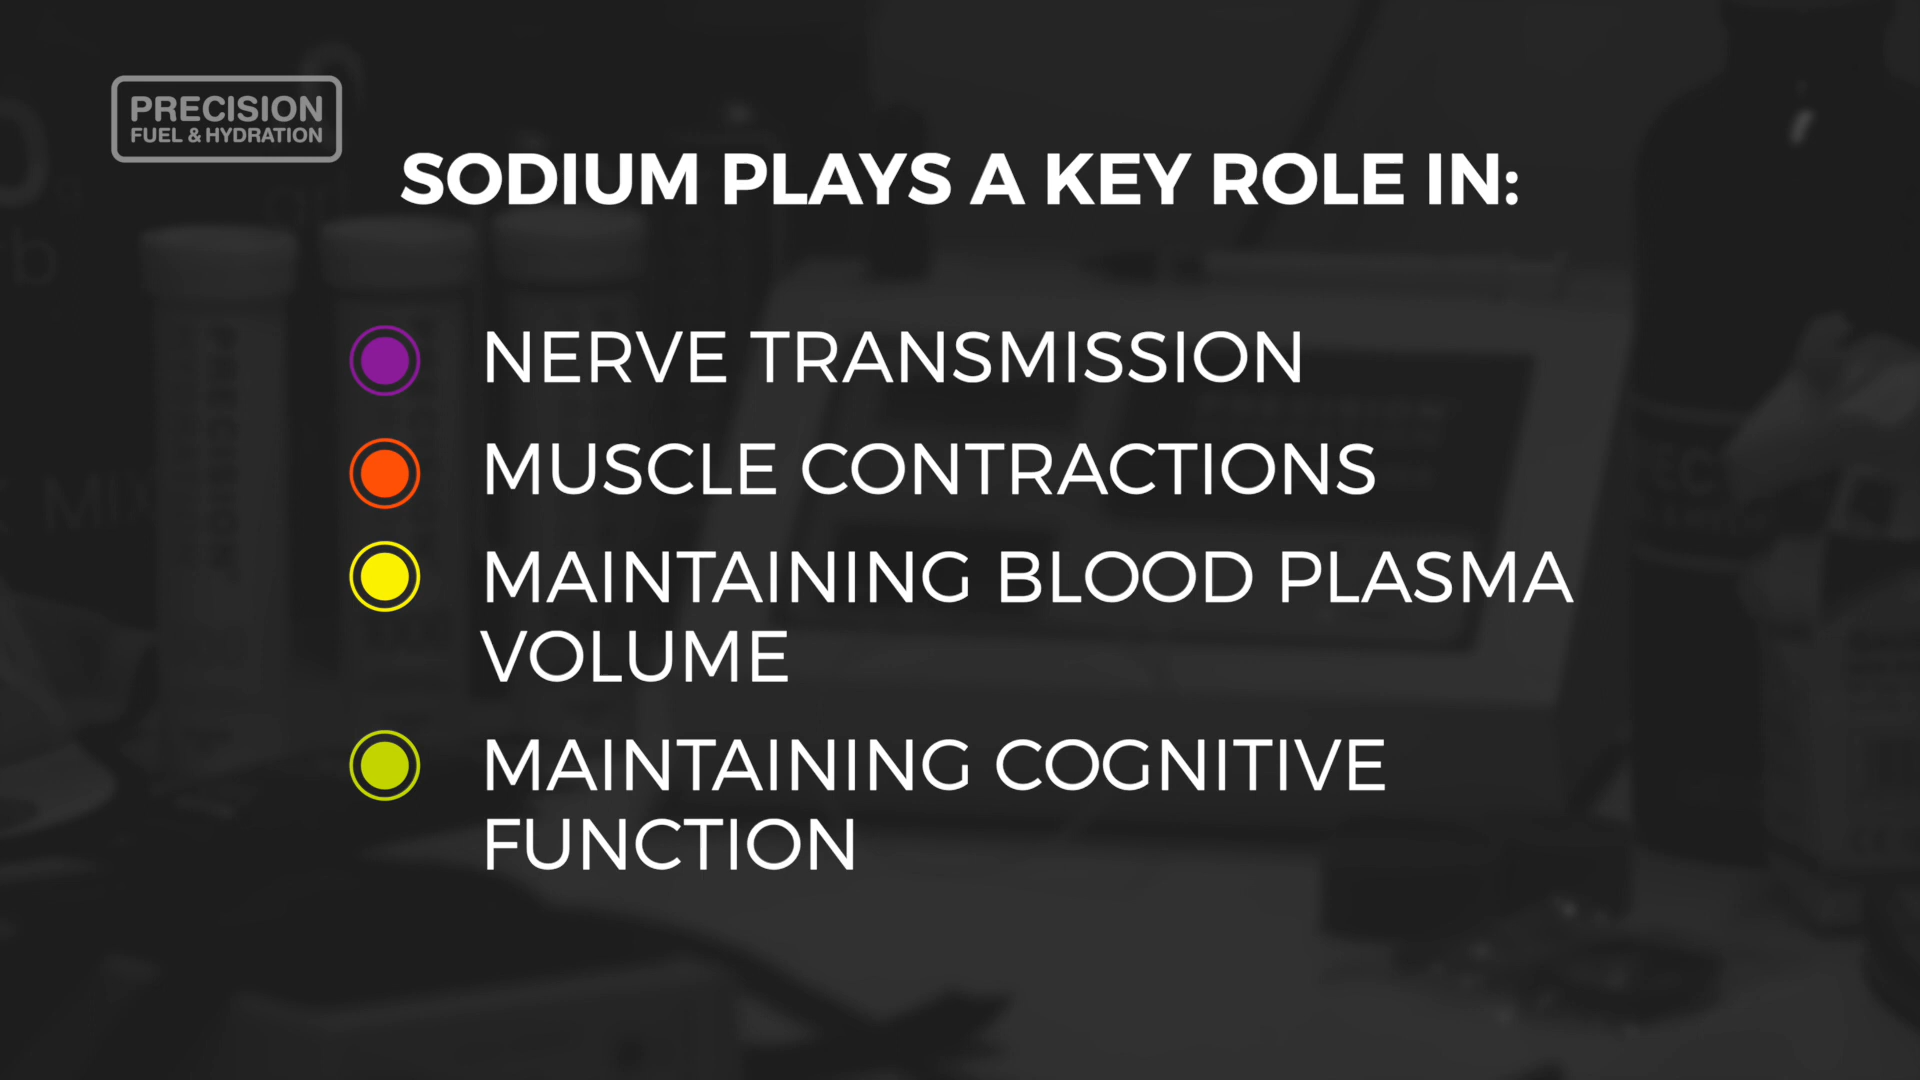 PRECISION
FUEL & HYDRATION
SODIUM PLAYS A KEY ROLE IN:
NERVE TRANSMISSION
MUSCLE CONTRACTIONS
MAINTAINING BLOOD PLASMA
VOLUME
MAINTAINING COGNITIVE
FUNCTION